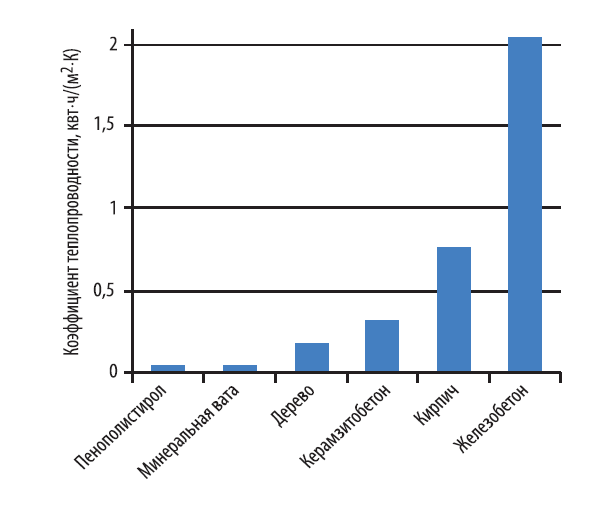 Коэффициент теплопроводности, квт·ч/(м²·К)
2
1,5
1
0,5
0
Пенополистирол
Минеральная вата
Дерево
Керамзитобетон
Кирпич
Железобетон